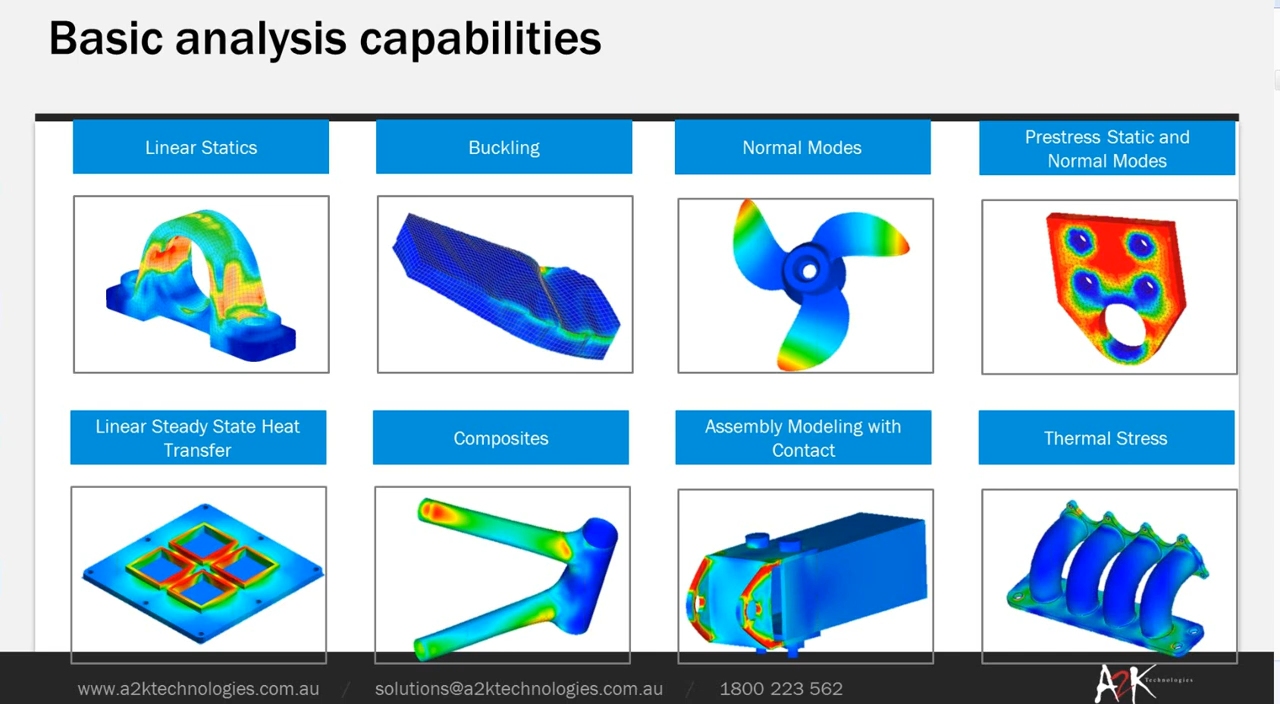 Basic analysis capabilities
Linear Statics
Buckling
Normal Modes
Prestress Static and
Normal Modes
Linear Steady State Heat
Transfer
Composites
Assembly Modeling with
Contact
Thermal Stress
www.a2ktechnologies.com.au / solutions@a2ktechnologies.com.au / 1800 223 562
A2K Technologies